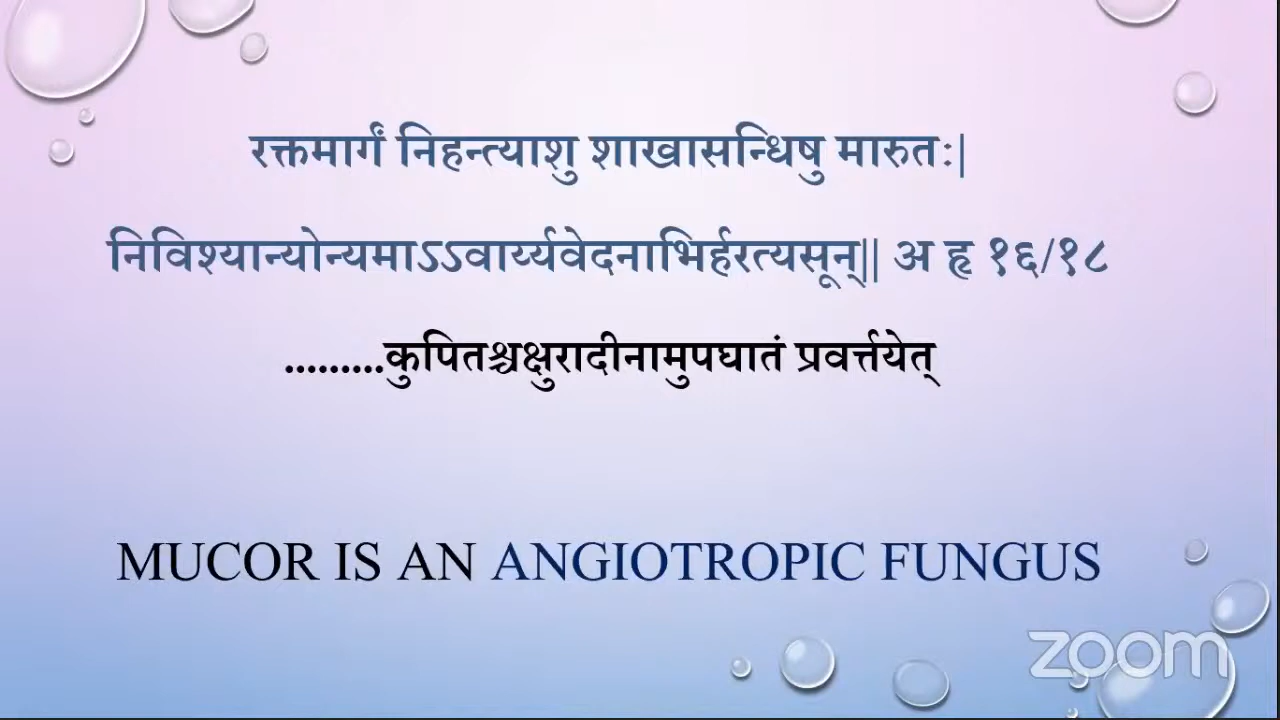 रक्तमार्गं निहन्त्याशु शाखासन्धिषु मारुतः|
निविश्यान्योन्यमाऽऽवार्य्यवेदनाभिर्हरत्यसून्|| अ हृ १६/१८
.........कुपितश्चक्षुरादीनामुपघातं प्रवर्त्तयेत्
MUCOR IS AN ANGIOTROPIC FUNGUS
zoom